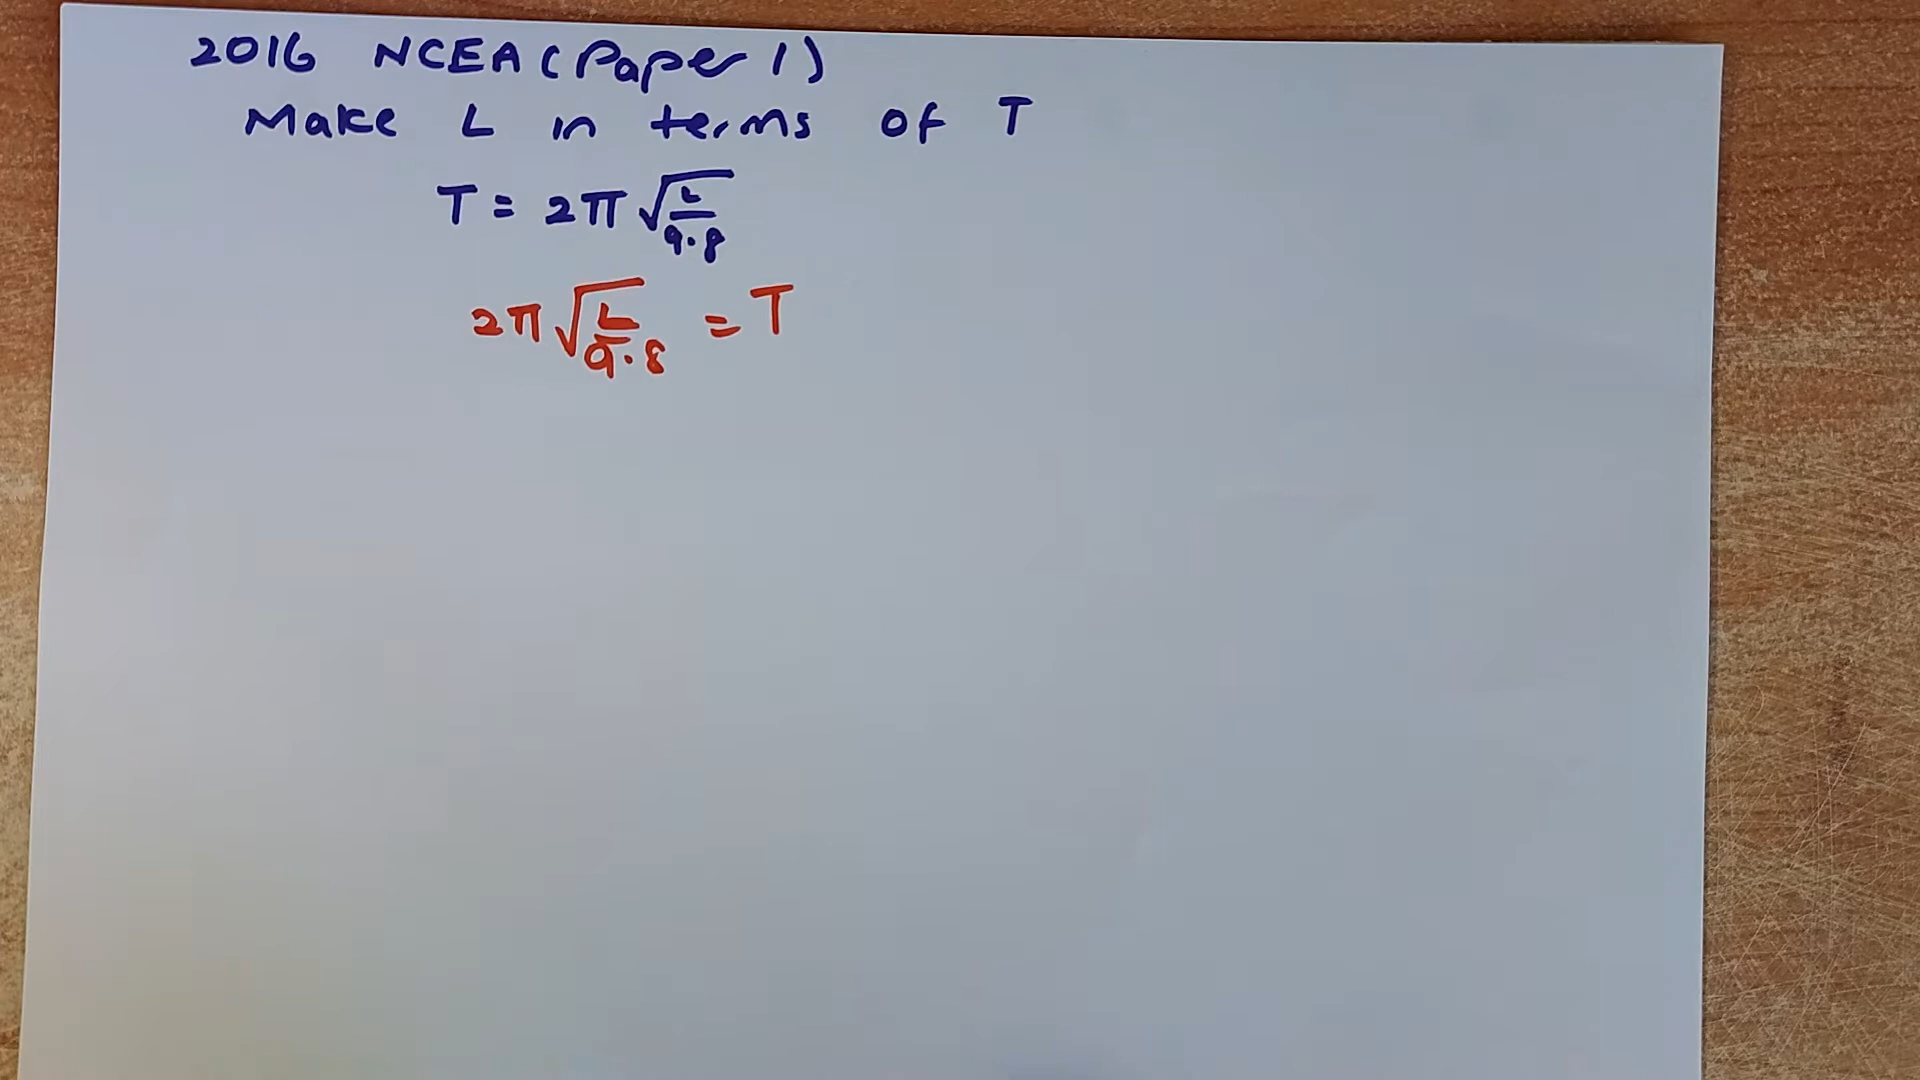 2016 NCEA (Paper 1)
Make L in terms of T
T = 2π √(L/9.8)
2π √(L/9.8) = T